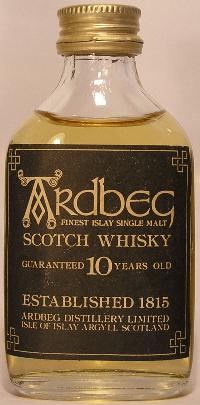 ARDBEG
FINEST ISLAY SINGLE MALT
SCOTCH WHISKY
GUARANTEED 10 YEARS OLD
ESTABLISHED 1815
ARDBEG DISTILLERY LIMITED
ISLE OF ISLAY ARGYLL SCOTLAND